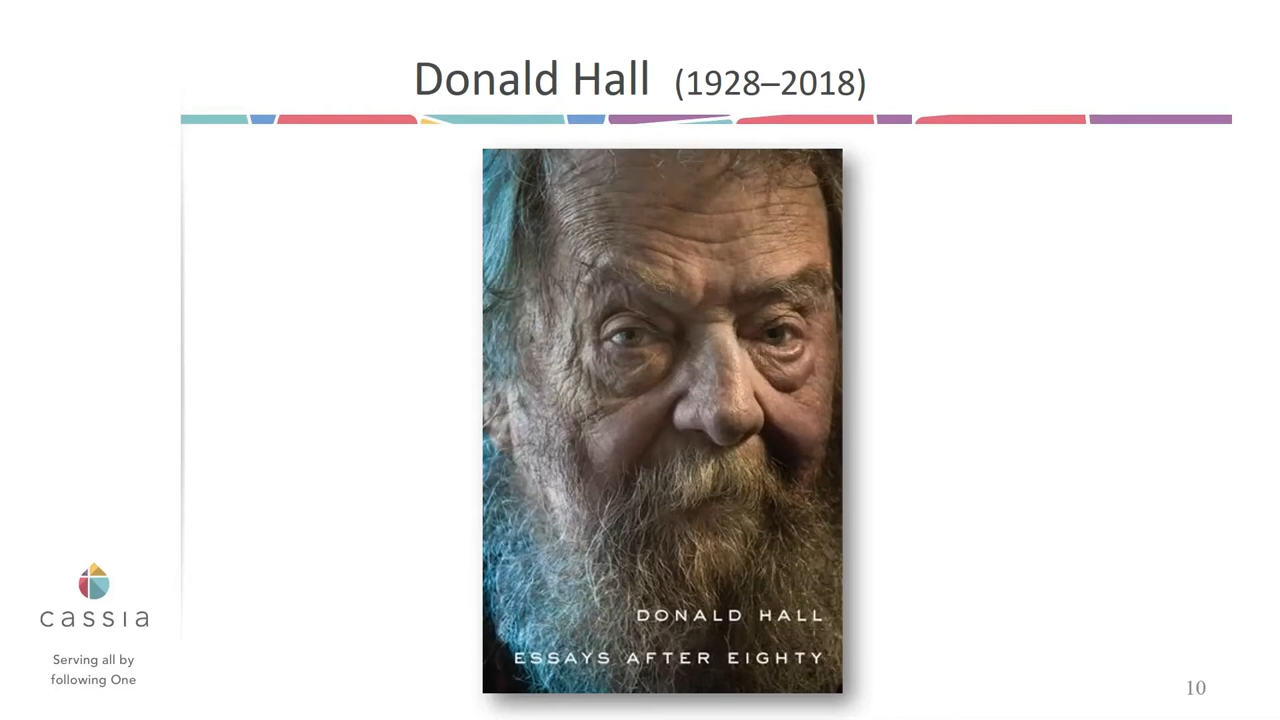 Donald Hall (1928–2018)
DONALD HALL
ESSAYS AFTER EIGHTY
cassia
Serving all by
following One
10